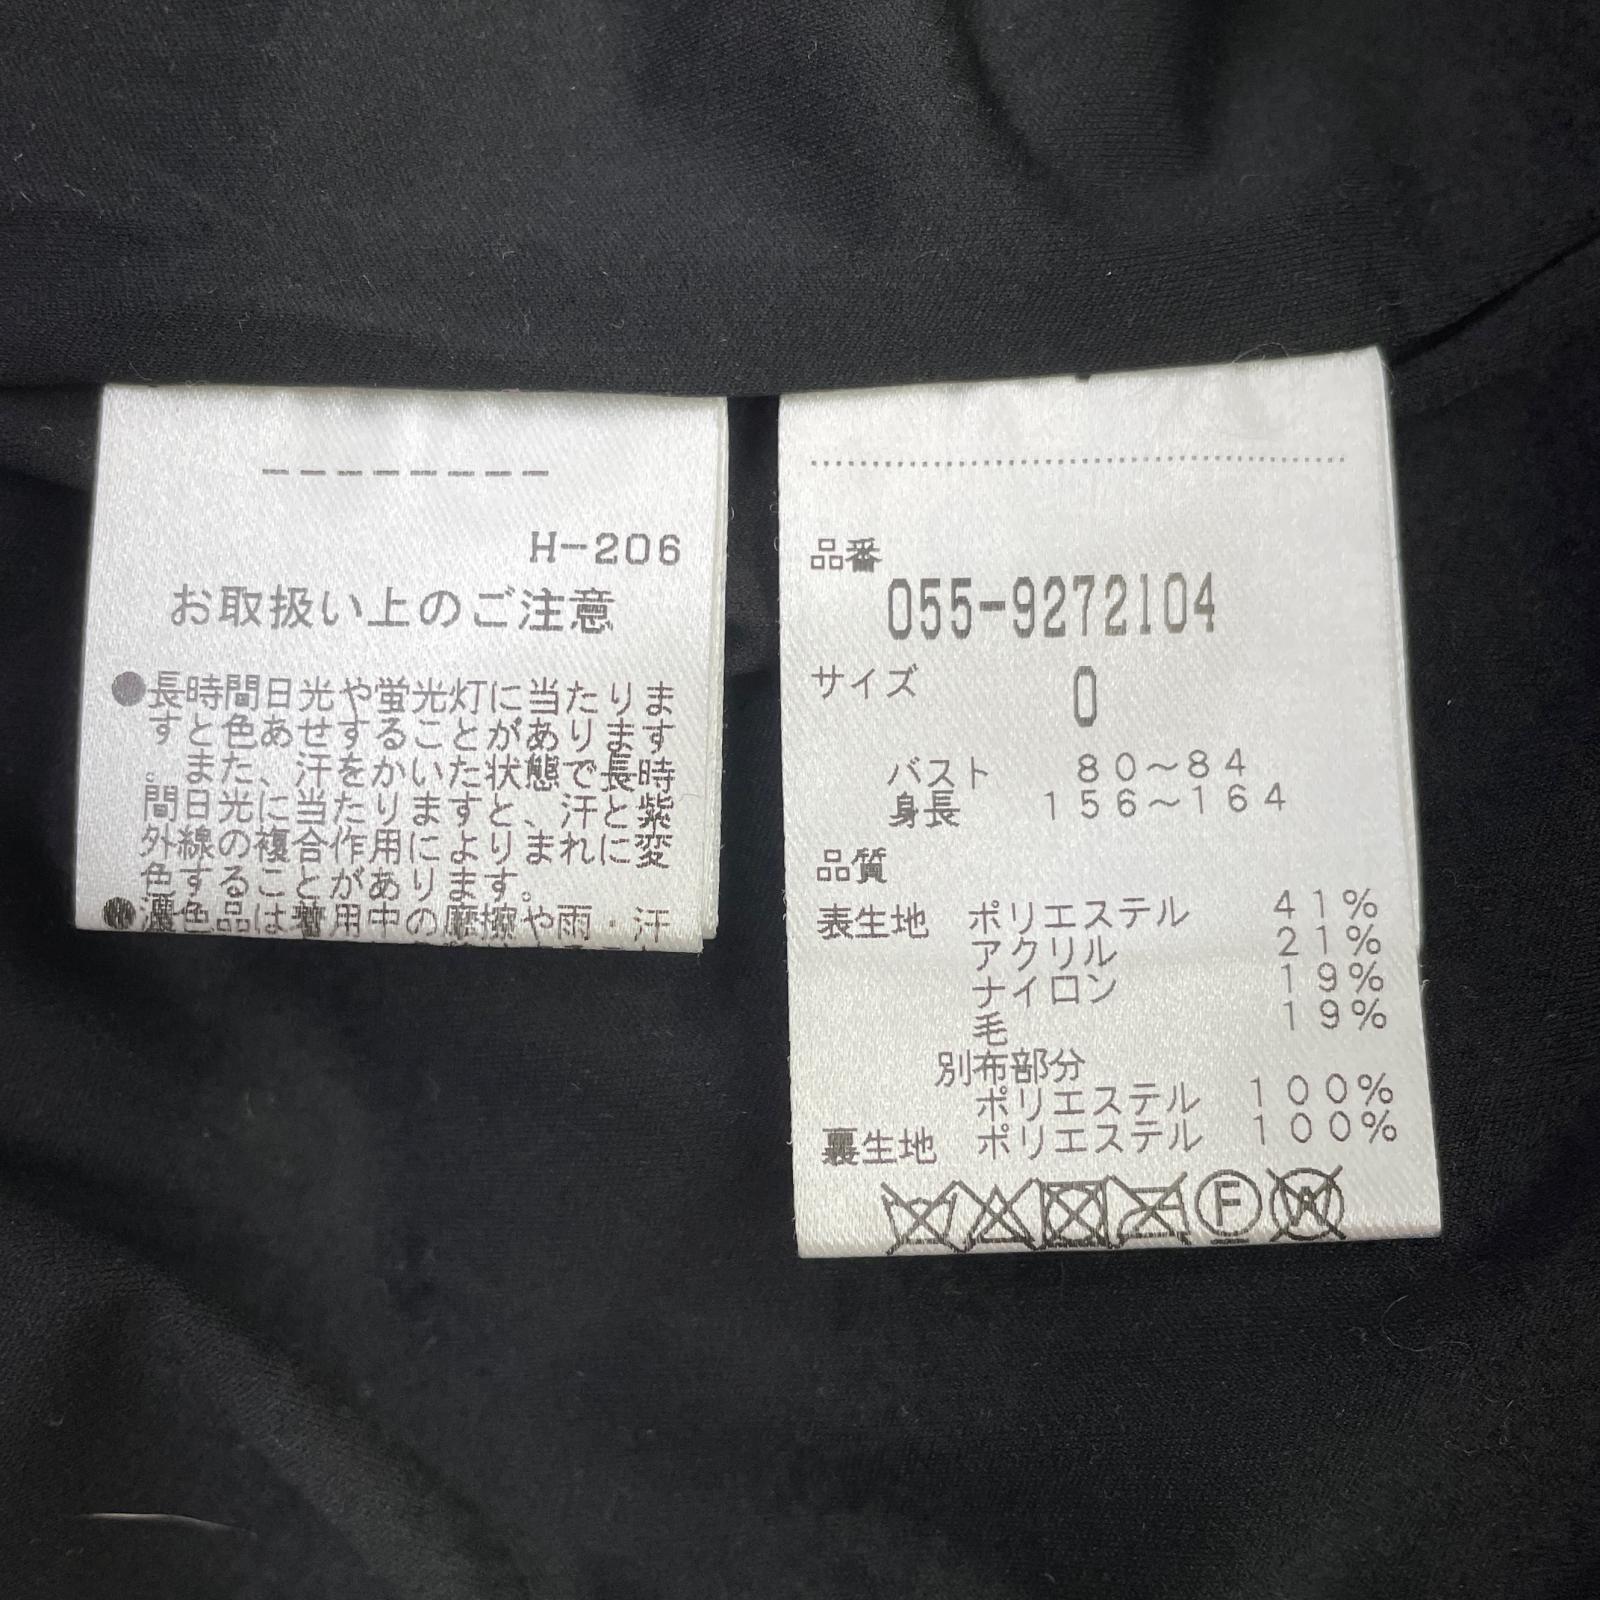 H-206
お取扱い上のご注意
●長時間日光や蛍光灯に当たりま
すと色あせすることがあります
。また、汗をかいた状態で長時
間日光に当たりますと、汗と紫
外線の複合作用によりまれに変
色することがあります。
●濃色品は着用中の摩擦や雨・汗
品番
055-9272104
サイズ 0
バスト 80～84
身長 156～164
品質
表生地 ポリエステル 41%
アクリル 21%
ナイロン 19%
毛 19%
別布部分
ポリエステル 100%
裏生地 ポリエステル 100%
F W